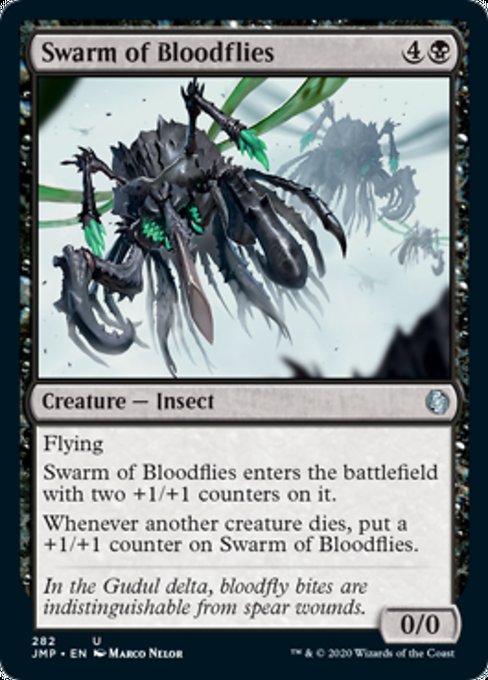 Swarm of Bloodflies 4
Creature — Insect
Flying
Swarm of Bloodflies enters the battlefield
with two +1/+1 counters on it.
Whenever another creature dies, put a
+1/+1 counter on Swarm of Bloodflies.
In the Gudul delta, bloodfly bites are
indistinguishable from spear wounds.
0/0
282 U
JMP • EN Marco Nelor ™ & © 2020 Wizards of the Coast